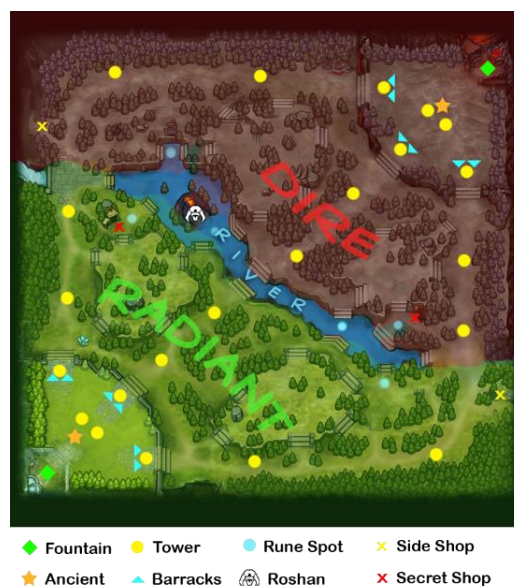 DIRE
RIVER
RADIANT
Fountain
Tower
Rune Spot
Side Shop
Ancient
Barracks
Roshan
Secret Shop